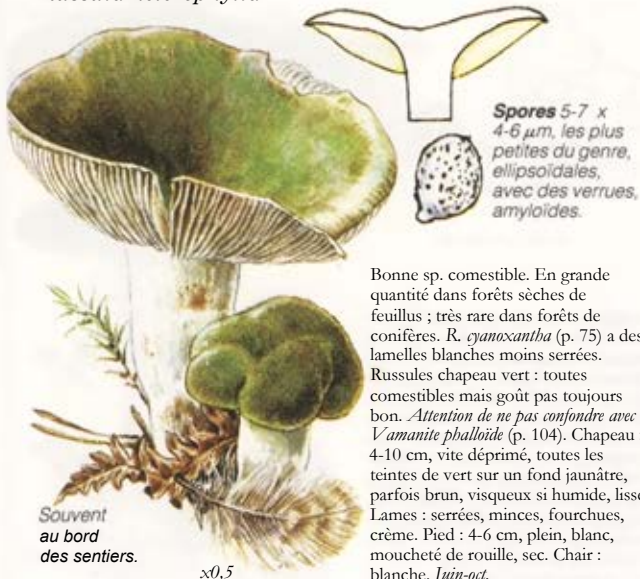 Spores 5-7 x
4-6 µm, les plus
petites du genre,
ellipsoïdales,
avec des verrues,
amyloïdes.
Bonne sp. comestible. En grande
quantité dans forêts sèches de
feuillus ; très rare dans forêts de
conifères. R. cyanoxantha (p. 75) a des
lamelles blanches moins serrées.
Russules chapeau vert : toutes
comestibles mais goût pas toujours
bon. Attention de ne pas confondre avec
Vamanite phalloïde (p. 104). Chapeau :
4-10 cm, vite déprimé, toutes les
teintes de vert sur un fond jaunâtre,
parfois brun, visqueux si humide, lisse
Lames : serrées, minces, fourchues,
crème. Pied : 4-6 cm, plein, blanc,
moucheté de rouille, sec. Chair :
blanche. Juin-oct.
Souvent
au bord
des sentiers.
x0,5